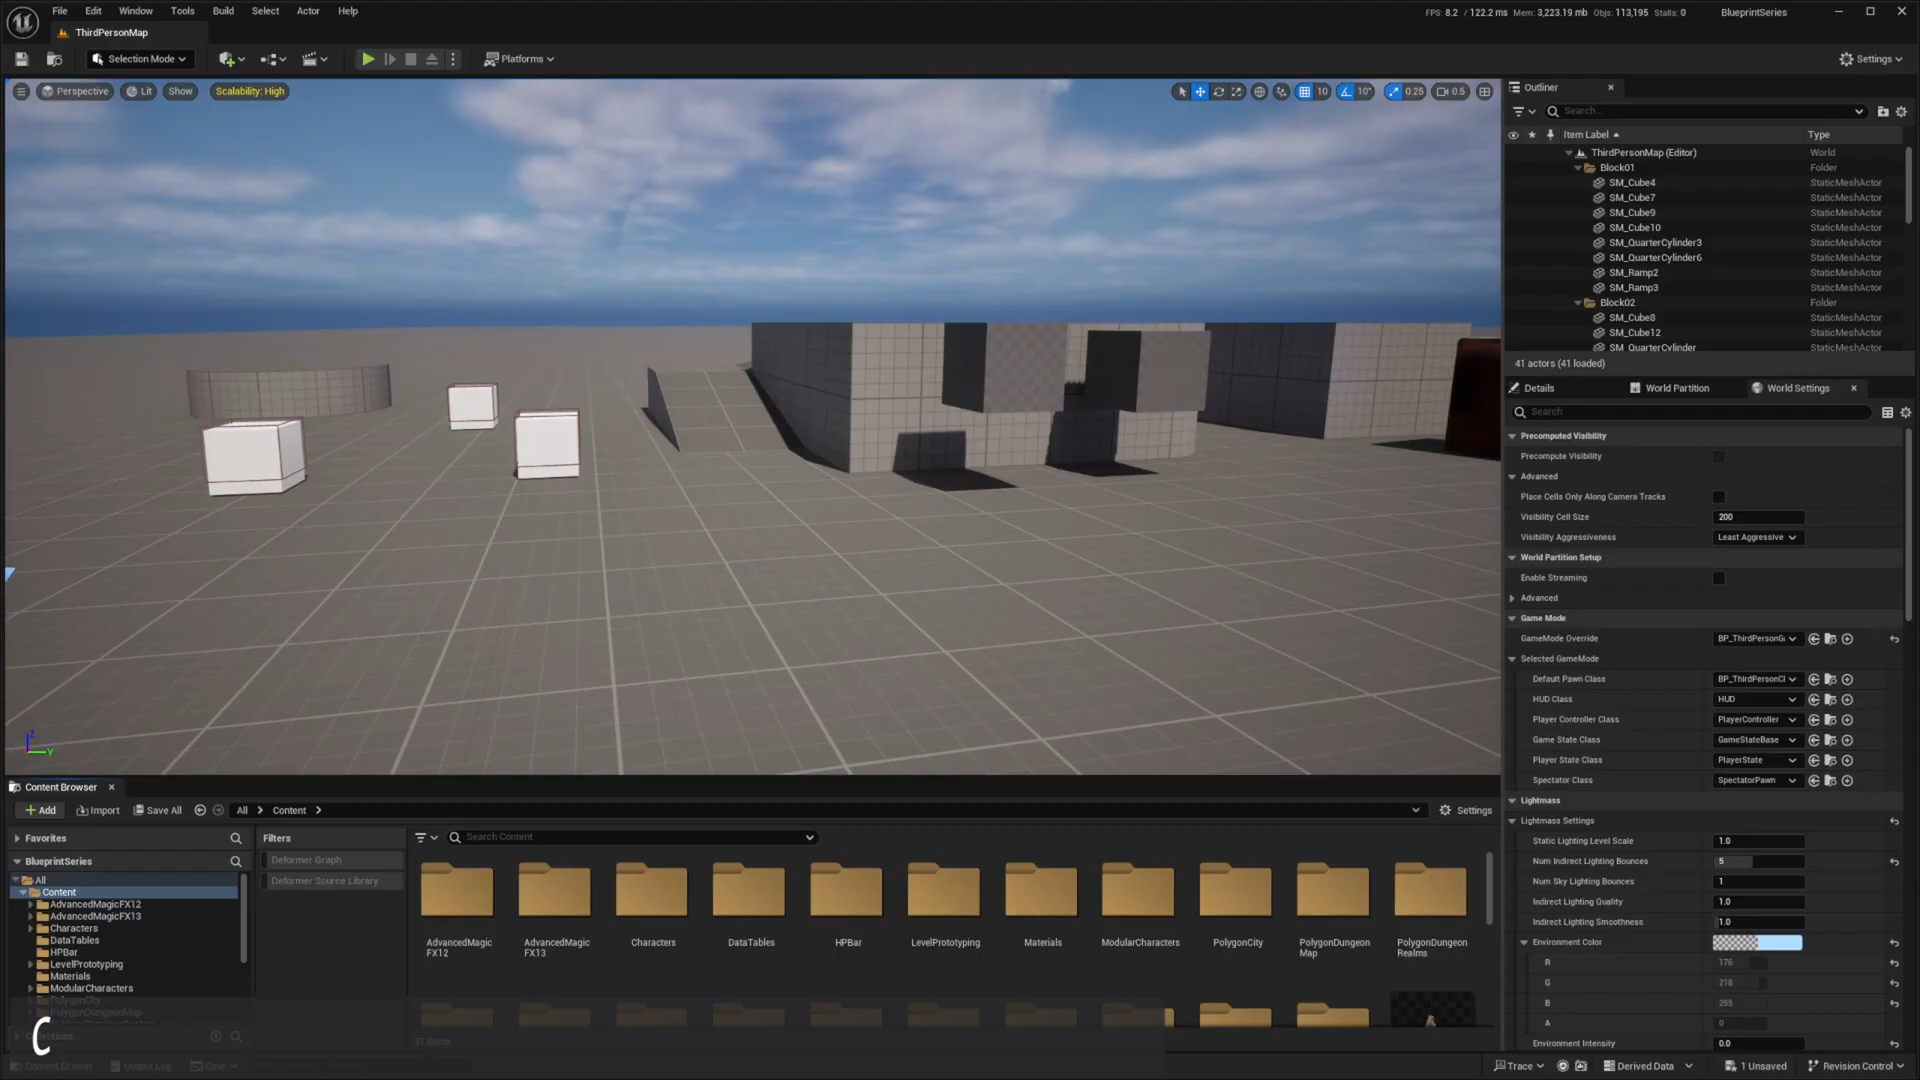 File Edit Window Tools Build Select Actor Help
FPS: 8.2 / 122.2 ms Mem: 3,223.19 mb Objs: 113,195 Stalls: 0
BlueprintSeries
ThirdPersonMap
Selection Mode
Platforms
Settings
Perspective
Lit
Show
Scalability: High
10
10°
0.25
0.5
Outliner
Search...
Item Label
Type
ThirdPersonMap (Editor) World
Block01 Folder
SM_Cube4 StaticMeshActor
SM_Cube7 StaticMeshActor
SM_Cube9 StaticMeshActor
SM_Cube10 StaticMeshActor
SM_QuarterCylinder3 StaticMeshActor
SM_QuarterCylinder6 StaticMeshActor
SM_Ramp2 StaticMeshActor
SM_Ramp3 StaticMeshActor
Block02 Folder
SM_Cube8 StaticMeshActor
SM_Cube12 StaticMeshActor
SM_QuarterCylinder StaticMeshActor
41 actors (41 loaded)
Details
World Partition
World Settings
Search
Precomputed Visibility
Precompute Visibility
Advanced
Place Cells Only Along Camera Tracks
Visibility Cell Size 200
Visibility Aggressiveness Least Aggressive
World Partition Setup
Enable Streaming
Advanced
Game Mode
GameMode Override BP_ThirdPersonGa
Selected GameMode
Default Pawn Class BP_ThirdPersonCl
HUD Class HUD
Player Controller Class PlayerController
Game State Class GameStateBase
Player State Class PlayerState
Spectator Class SpectatorPawn
Lightmass
Lightmass Settings
Static Lighting Level Scale 1.0
Num Indirect Lighting Bounces 5
Num Sky Lighting Bounces 1
Indirect Lighting Quality 1.0
Indirect Lighting Smoothness 1.0
Environment Color
R 176
G 218
B 255
A 0
Environment Intensity 0.0
Z
Y
Content Browser
Add
Import
Save All
All
Content
Settings
Favorites
BlueprintSeries
All
Content
AdvancedMagicFX12
AdvancedMagicFX13
Characters
DataTables
HPBar
LevelPrototyping
Materials
ModularCharacters
PolygonCity
PolygonDungeonMap
Collections
Filters
Deformer Graph
Deformer Source Library
Search Content
AdvancedMagic
FX12
AdvancedMagic
FX13
Characters
DataTables
HPBar
LevelPrototyping
Materials
ModularCharacters
PolygonCity
PolygonDungeon
Map
PolygonDungeon
Realms
27 items
C
Content Drawer
Output Log
Cmd
Trace
Derived Data
1 Unsaved
Revision Control